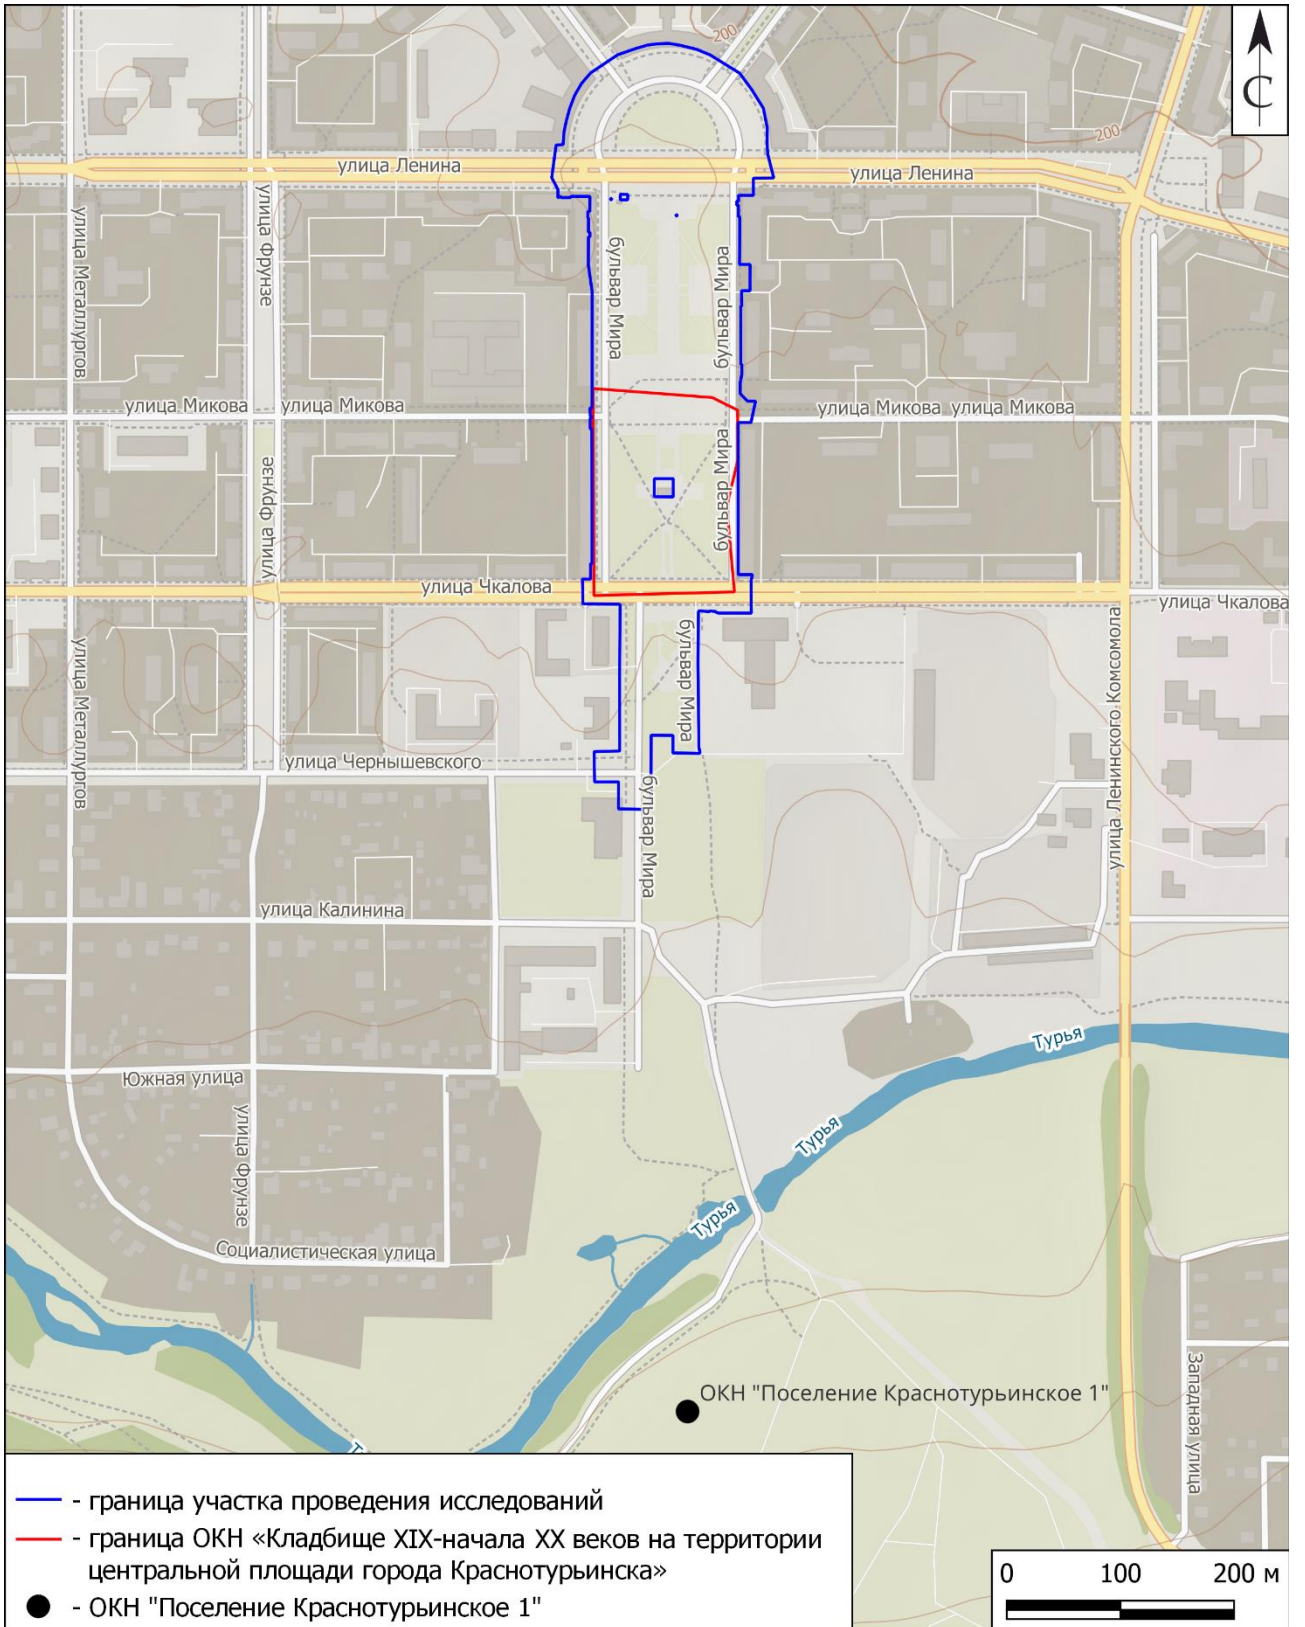 200
С
200
улица Ленина
улица Ленина
улица Металлургов
улица Фрунзе
бульвар Мира
бульвар Мира
улица Микова
улица Микова
улица Микова
улица Микова
бульвар Мира
улица Фрунзе
улица Чкалова
улица Чкалова
улица Ленинского Комсомола
бульвар Мира
улица Металлургов
улица Чернышевского
бульвар Мира
улица Калинина
Турья
Южная улица
улица Фрунзе
Турья
Турья
Социалистическая улица
Западная улица
ОКН "Поселение Краснотурьинское 1"
- граница участка проведения исследований
- граница ОКН «Кладбище XIX-начала XX веков на территории
центральной площади города Краснотурьинска»
- ОКН "Поселение Краснотурьинское 1"
0 100 200 м